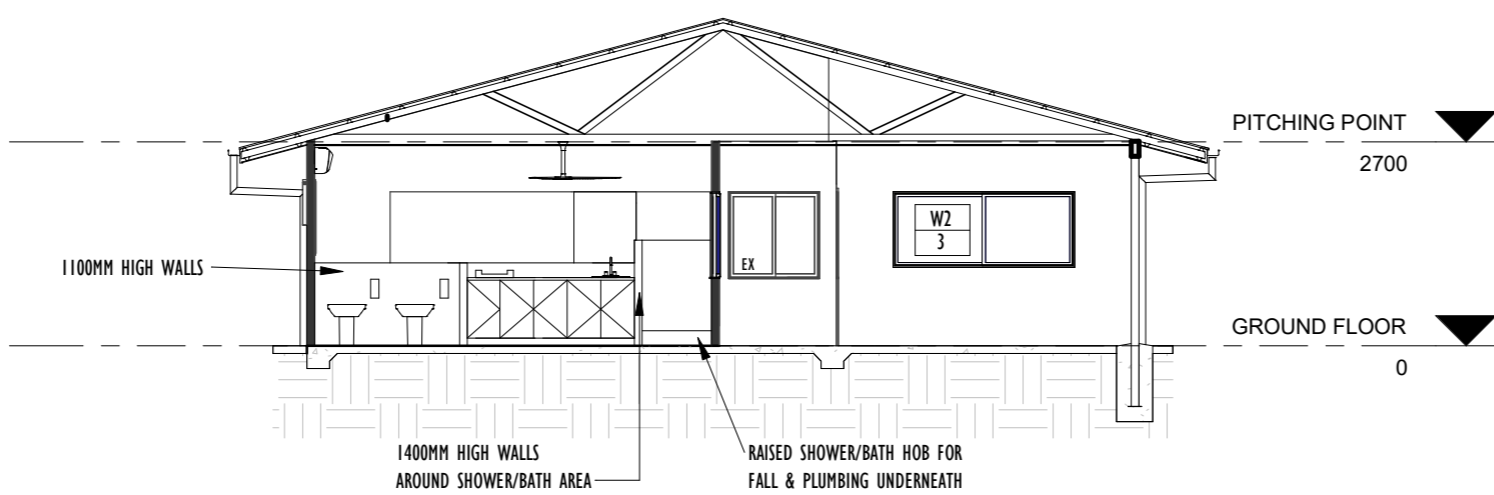 PITCHING POINT
2700
W2
3
EX
1100MM HIGH WALLS
GROUND FLOOR
0
1400MM HIGH WALLS
AROUND SHOWER/BATH AREA
RAISED SHOWER/BATH HOB FOR
FALL & PLUMBING UNDERNEATH